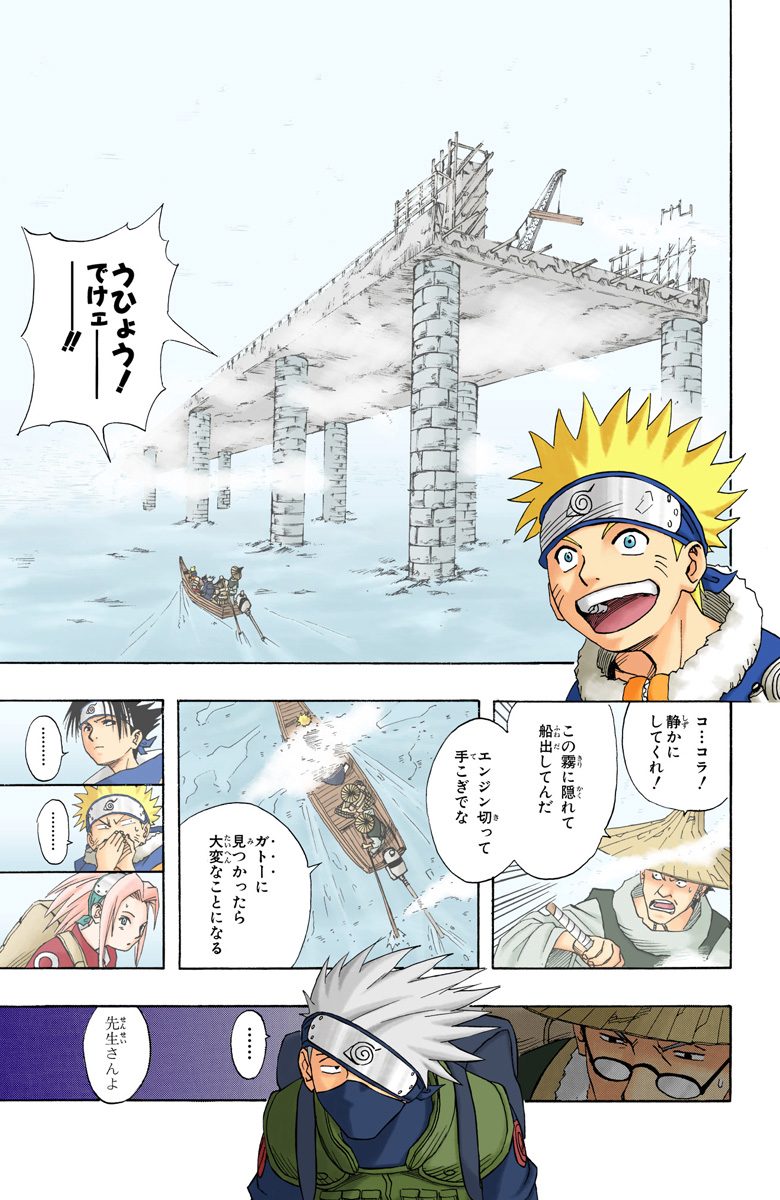 うひょう！
でけェ――
――!!
コ…コラ！
静かに
してくれ！
この霧に隠れて
船出してんだ
エンジン切って
手こぎでな
ガトーに
見つかったら
大変なことになる
………
………
………
先生さんよ